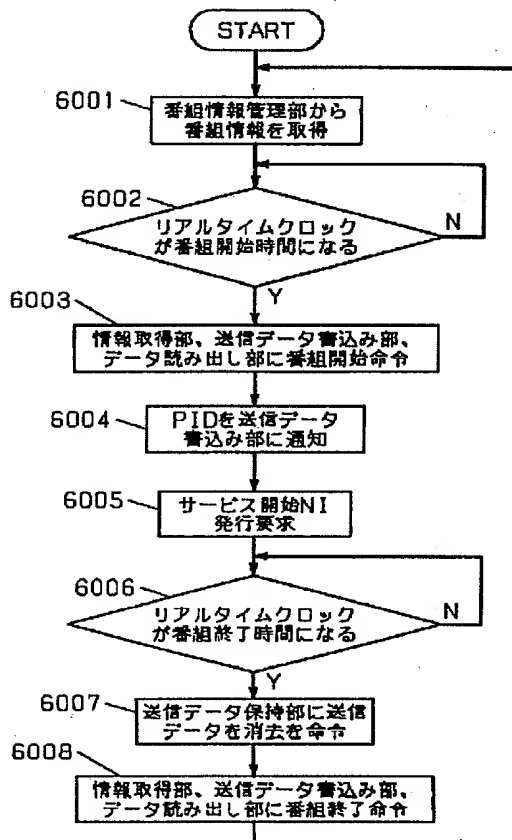 START
6001
番組情報管理部から
番組情報を取得
6002
リアルタイムクロック
が番組開始時間になる
N
Y
6003
情報取得部、送信データ書込み部、
データ読み出し部に番組開始命令
6004
PIDを送信データ
書込み部に通知
6005
サービス開始NI
発行要求
6006
リアルタイムクロック
が番組終了時間になる
N
Y
6007
送信データ保持部に送信
データを消去を命令
6008
情報取得部、送信データ書込み部、
データ読み出し部に番組終了命令